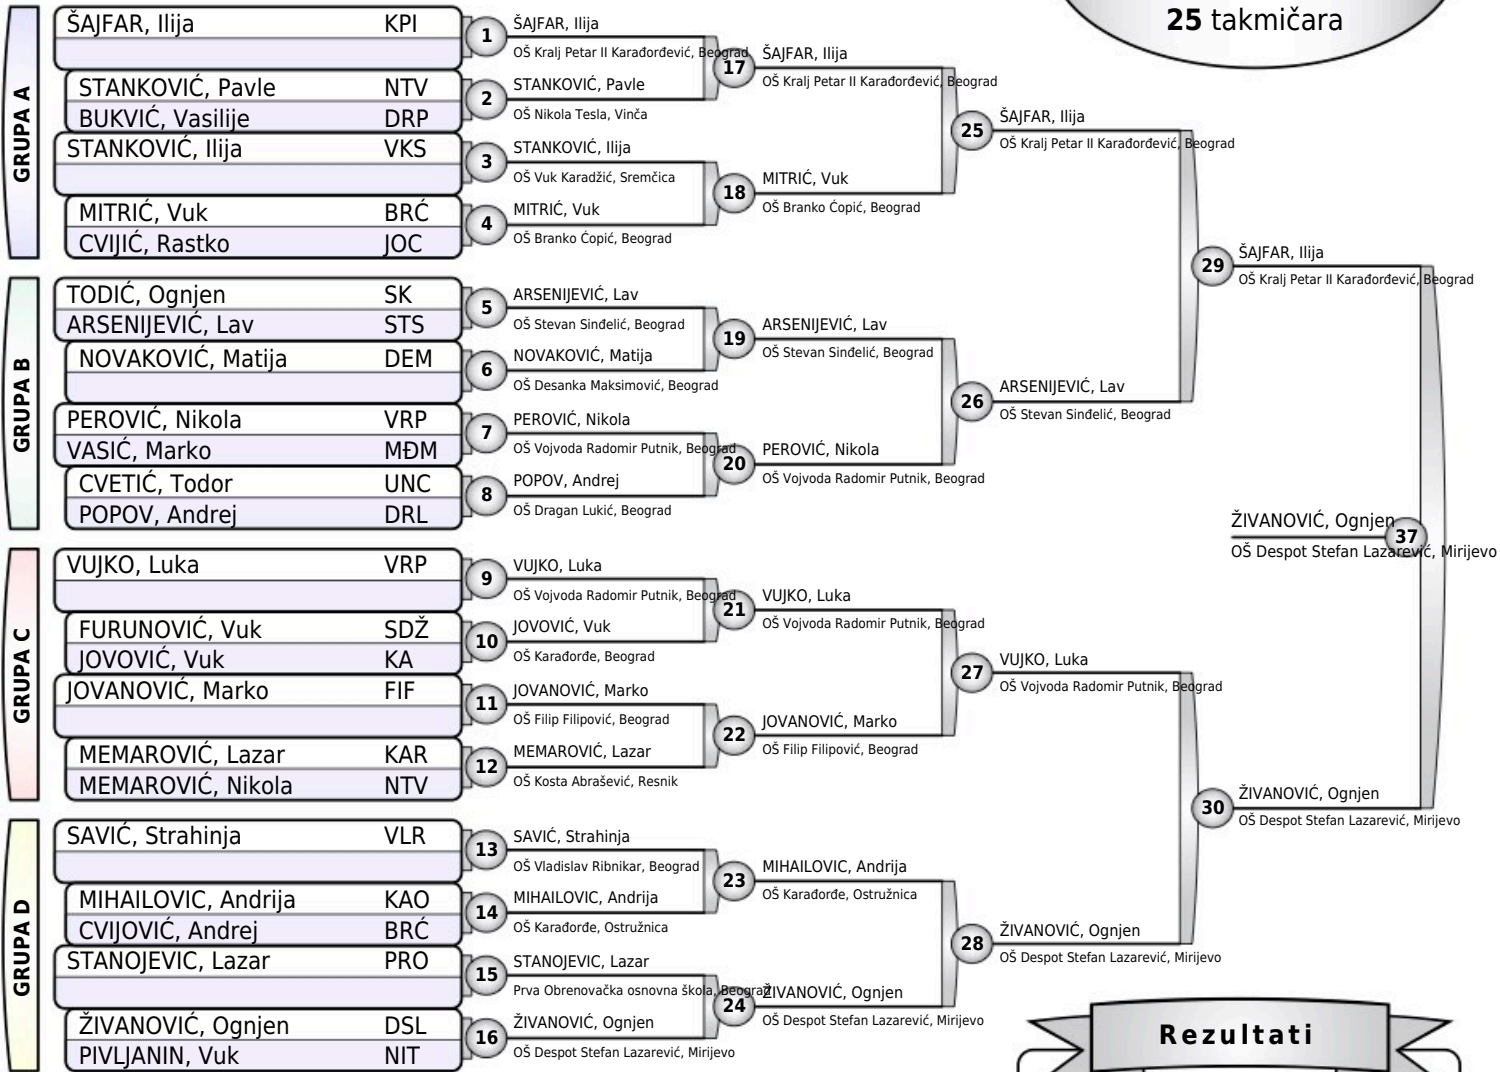 25 takmičara
GRUPA A
ŠAJFAR, Ilija KPI
STANKOVIĆ, Pavle NTV
BUKVIĆ, Vasilije DRP
STANKOVIĆ, Ilija VKS
MITRIĆ, Vuk BRĆ
CVIJIĆ, Rastko JOC
GRUPA B
TODIĆ, Ognjen SK
ARSENIJEVIĆ, Lav STS
NOVAKOVIĆ, Matija DEM
PEROVIĆ, Nikola VRP
VASIĆ, Marko MĐM
CVETIĆ, Todor UNC
POPOV, Andrej DRL
GRUPA C
VUJKO, Luka VRP
FURUNOVIĆ, Vuk SDŽ
JOVOVIĆ, Vuk KA
JOVANOVIĆ, Marko FIF
MEMAROVIĆ, Lazar KAR
MEMAROVIĆ, Nikola NTV
GRUPA D
SAVIĆ, Strahinja VLR
MIHAILOVIC, Andrija KAO
CVIJOVIĆ, Andrej BRĆ
STANOJEVIC, Lazar PRO
ŽIVANOVIĆ, Ognjen DSL
PIVLJANIN, Vuk NIT
1 ŠAJFAR, Ilija
OŠ Kralj Petar II Karađorđević, Beograd
2 STANKOVIĆ, Pavle
OŠ Nikola Tesla, Vinča
3 STANKOVIĆ, Ilija
OŠ Vuk Karadžić, Sremčica
4 MITRIĆ, Vuk
OŠ Branko Ćopić, Beograd
5 ARSENIJEVIĆ, Lav
OŠ Stevan Sinđelić, Beograd
6 NOVAKOVIĆ, Matija
OŠ Desanka Maksimović, Beograd
7 PEROVIĆ, Nikola
OŠ Vojvoda Radomir Putnik, Beograd
8 POPOV, Andrej
OŠ Dragan Lukić, Beograd
9 VUJKO, Luka
OŠ Vojvoda Radomir Putnik, Beograd
10 JOVOVIĆ, Vuk
OŠ Karađorđe, Beograd
11 JOVANOVIĆ, Marko
OŠ Filip Filipović, Beograd
12 MEMAROVIĆ, Lazar
OŠ Kosta Abrašević, Resnik
13 SAVIĆ, Strahinja
OŠ Vladislav Ribnikar, Beograd
14 MIHAILOVIC, Andrija
OŠ Karađorđe, Ostružnica
15 STANOJEVIC, Lazar
Prva Obrenovačka osnovna škola, Beograd
16 ŽIVANOVIĆ, Ognjen
OŠ Despot Stefan Lazarević, Mirijevo
17 ŠAJFAR, Ilija
OŠ Kralj Petar II Karađorđević, Beograd
18 MITRIĆ, Vuk
OŠ Branko Ćopić, Beograd
19 ARSENIJEVIĆ, Lav
OŠ Stevan Sinđelić, Beograd
20 PEROVIĆ, Nikola
OŠ Vojvoda Radomir Putnik, Beograd
21 VUJKO, Luka
OŠ Vojvoda Radomir Putnik, Beograd
22 JOVANOVIĆ, Marko
OŠ Filip Filipović, Beograd
23 MIHAILOVIC, Andrija
OŠ Karađorđe, Ostružnica
24 ŽIVANOVIĆ, Ognjen
OŠ Despot Stefan Lazarević, Mirijevo
25 ŠAJFAR, Ilija
OŠ Kralj Petar II Karađorđević, Beograd
26 ARSENIJEVIĆ, Lav
OŠ Stevan Sinđelić, Beograd
27 VUJKO, Luka
OŠ Vojvoda Radomir Putnik, Beograd
28 ŽIVANOVIĆ, Ognjen
OŠ Despot Stefan Lazarević, Mirijevo
29 ŠAJFAR, Ilija
OŠ Kralj Petar II Karađorđević, Beograd
30 ŽIVANOVIĆ, Ognjen
OŠ Despot Stefan Lazarević, Mirijevo
ŽIVANOVIĆ, Ognjen 37
OŠ Despot Stefan Lazarević, Mirijevo
Rezultati